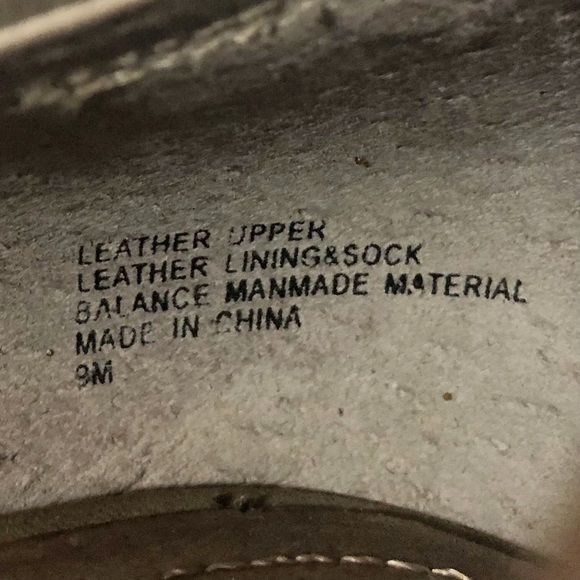 LEATHER UPPER
LEATHER LINING&SOCK
BALANCE MANMADE MATERIAL
MADE IN CHINA
9M